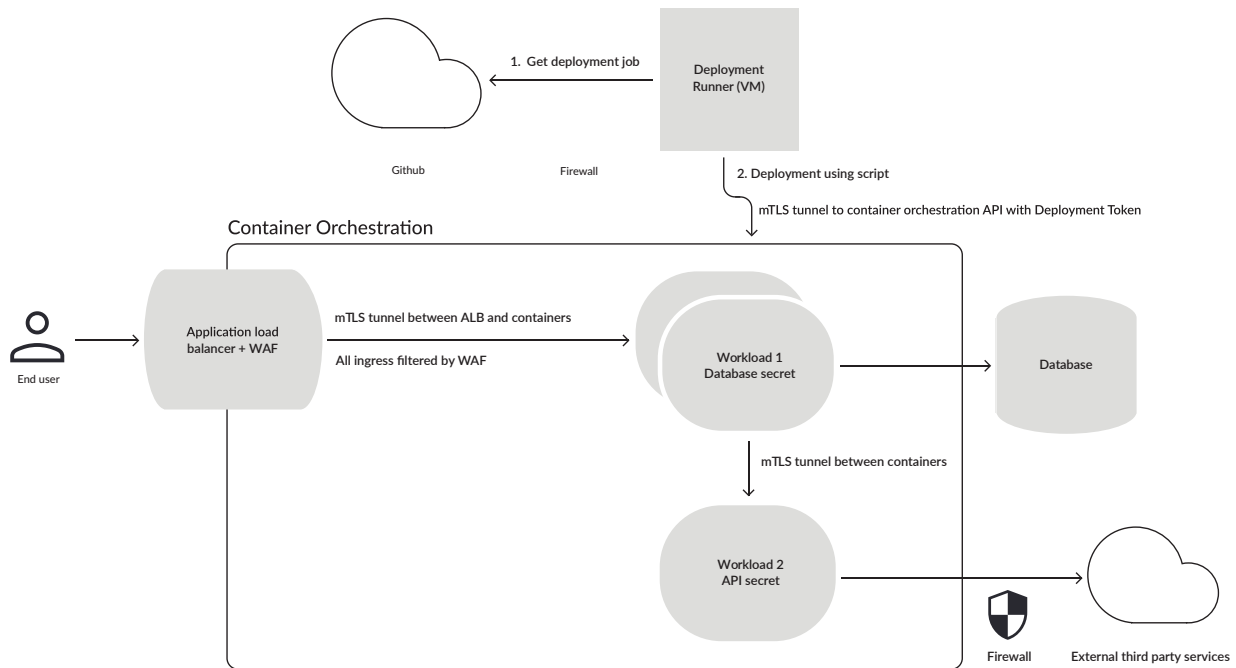 1. Get deployment job
Deployment
Runner (VM)
Github
Firewall
2. Deployment using script
mTLS tunnel to container orchestration API with Deployment Token
Container Orchestration
End user
Application load
balancer + WAF
mTLS tunnel between ALB and containers
All ingress filtered by WAF
Workload 1
Database secret
Database
mTLS tunnel between containers
Workload 2
API secret
Firewall
External third party services